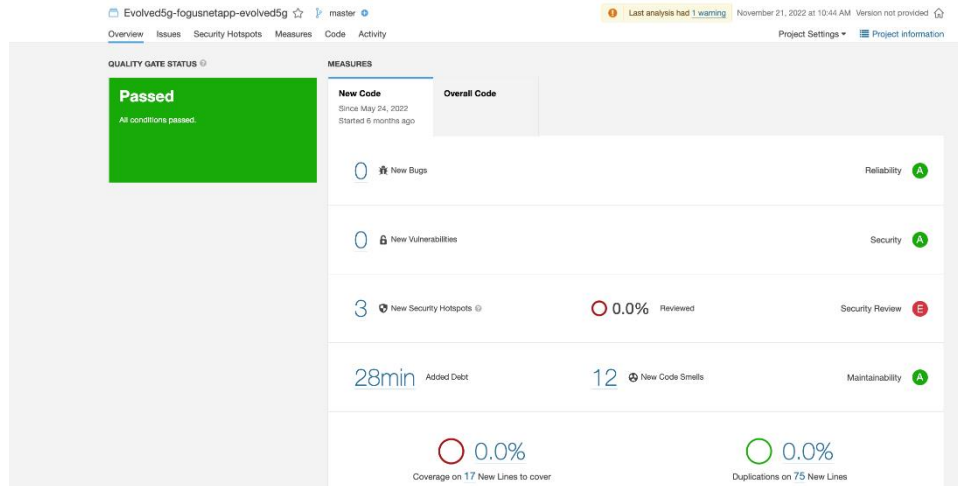 Evolved5g-fogusnetapp-evolved5g master
Last analysis had 1 warning November 21, 2022 at 10:44 AM Version not provided
Overview Issues Security Hotspots Measures Code Activity
Project Settings Project information
QUALITY GATE STATUS
MEASURES
Passed
All conditions passed.
New Code
Since May 24, 2022
Started 6 months ago
Overall Code
0 New Bugs
Reliability A
0 New Vulnerabilities
Security A
3 New Security Hotspots
0.0% Reviewed
Security Review E
28min Added Debt
12 New Code Smells
Maintainability A
0.0%
Coverage on 17 New Lines to cover
0.0%
Duplications on 75 New Lines